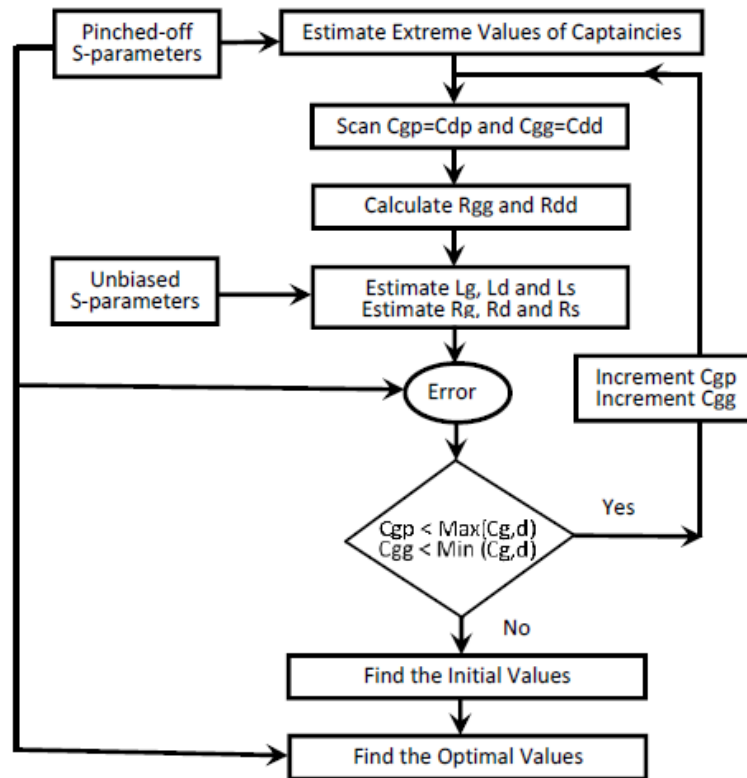 Pinched-off
S-parameters
Estimate Extreme Values of Captaincies
Scan Cgp=Cdp and Cgg=Cdd
Calculate Rgg and Rdd
Unbiased
S-parameters
Estimate Lg, Ld and Ls
Estimate Rg, Rd and Rs
Error
Increment Cgp
Increment Cgg
Cgp < Max(Cg,d)
Cgg < Min (Cg,d)
Yes
No
Find the Initial Values
Find the Optimal Values